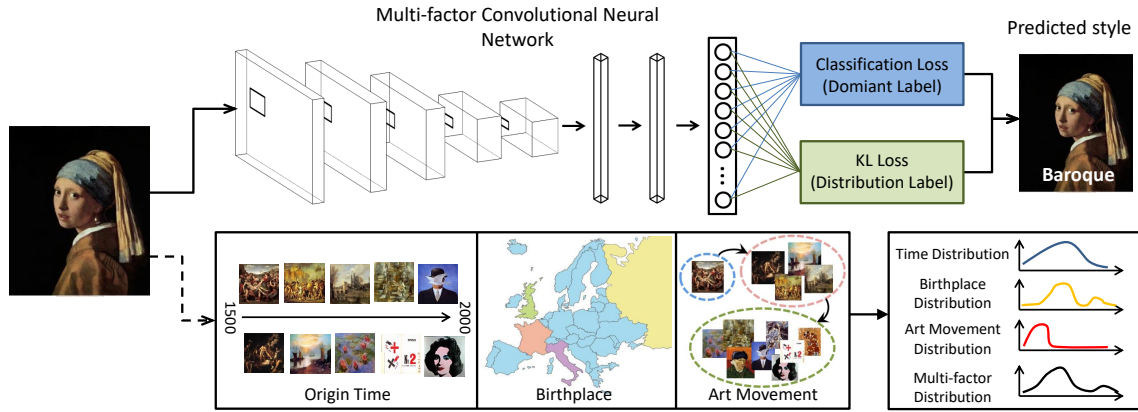 Multi-factor Convolutional Neural
Network
Predicted style
Classification Loss
(Domiant Label)
KL Loss
(Distribution Label)
Baroque
1500
2000
Origin Time
Birthplace
Art Movement
Time Distribution
Birthplace
Distribution
Art Movement
Distribution
Multi-factor
Distribution